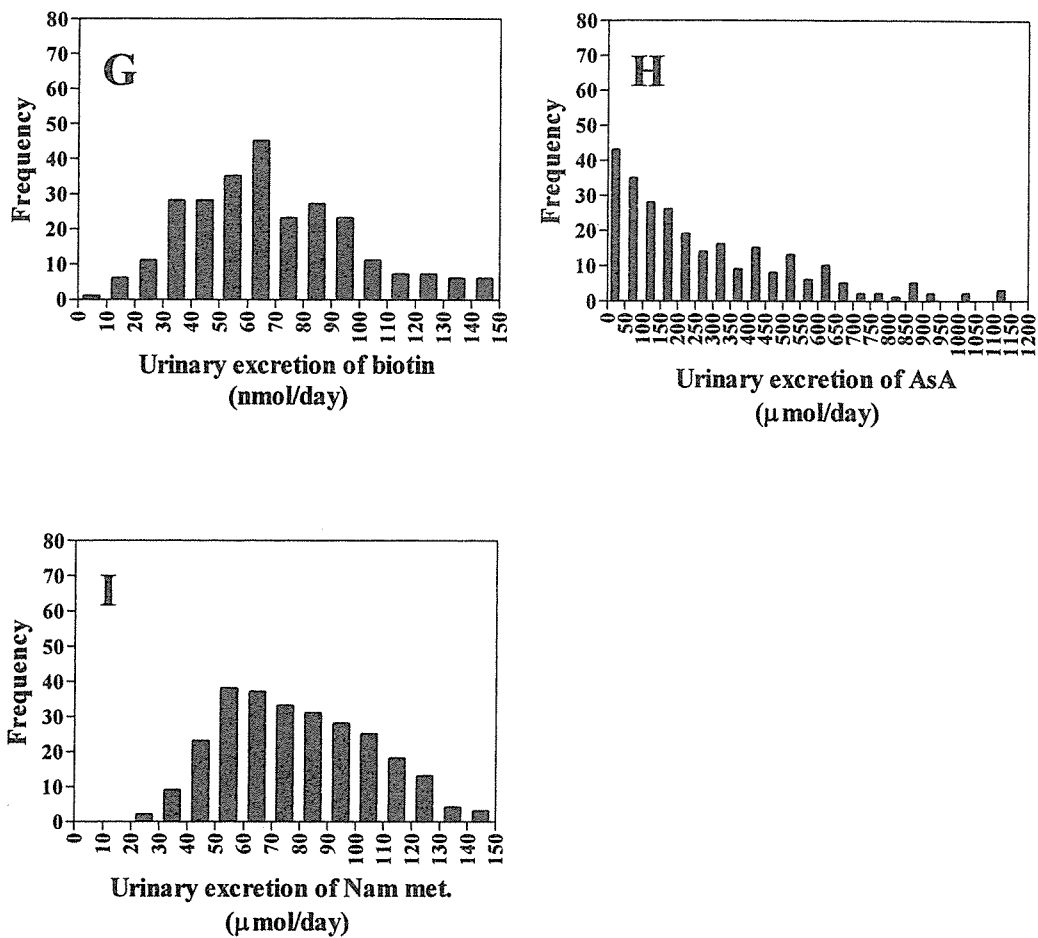 G
Frequency
80
70
60
50
40
30
20
10
0
0 10 20 30 40 50 60 70 80 90 100 110 120 130 140 150
Urinary excretion of biotin
(nmol/day)
H
Frequency
80
70
60
50
40
30
20
10
0
0 50 100 150 200 250 300 350 400 450 500 550 600 650 700 750 800 850 900 950 1000 1050 1100 1150 1200
Urinary excretion of AsA
(μmol/day)
I
Frequency
80
70
60
50
40
30
20
10
0
0 10 20 30 40 50 60 70 80 90 100 110 120 130 140 150
Urinary excretion of Nam met.
(μmol/day)